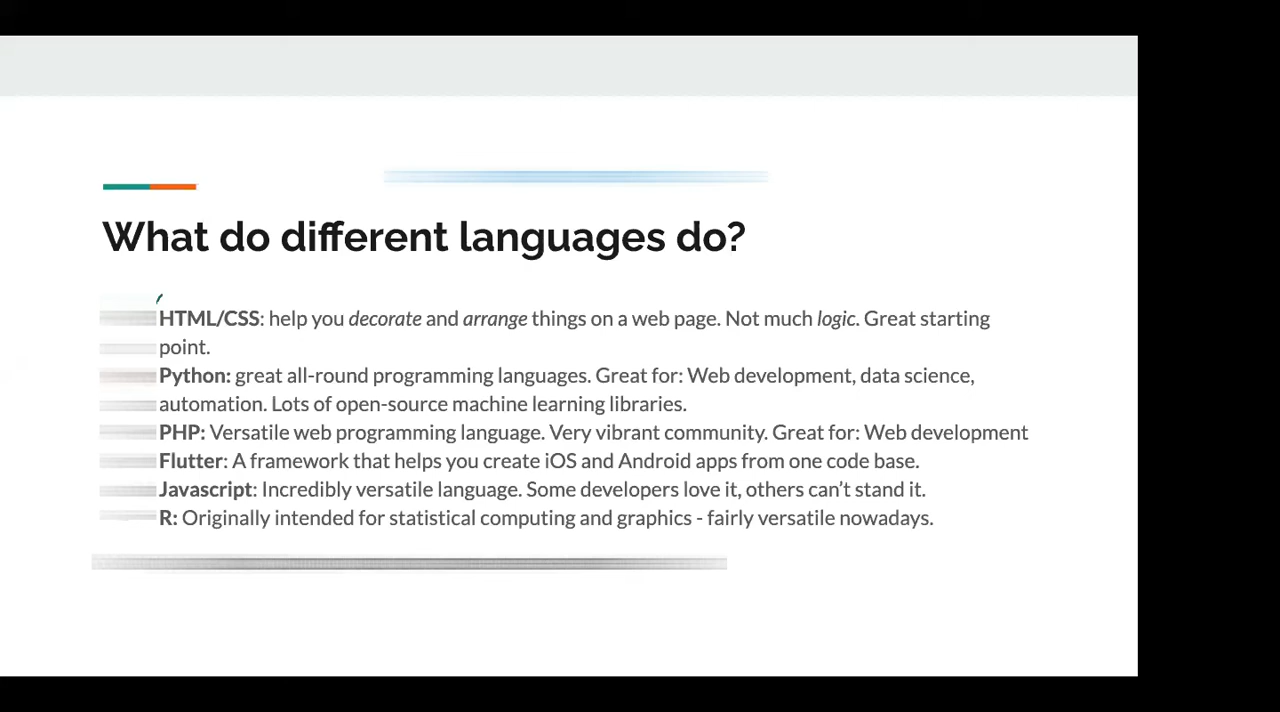 What do different languages do?
HTML/CSS: help you decorate and arrange things on a web page. Not much logic. Great starting
point.
Python: great all-round programming languages. Great for: Web development, data science,
automation. Lots of open-source machine learning libraries.
PHP: Versatile web programming language. Very vibrant community. Great for: Web development
Flutter: A framework that helps you create iOS and Android apps from one code base.
Javascript: Incredibly versatile language. Some developers love it, others can’t stand it.
R: Originally intended for statistical computing and graphics - fairly versatile nowadays.